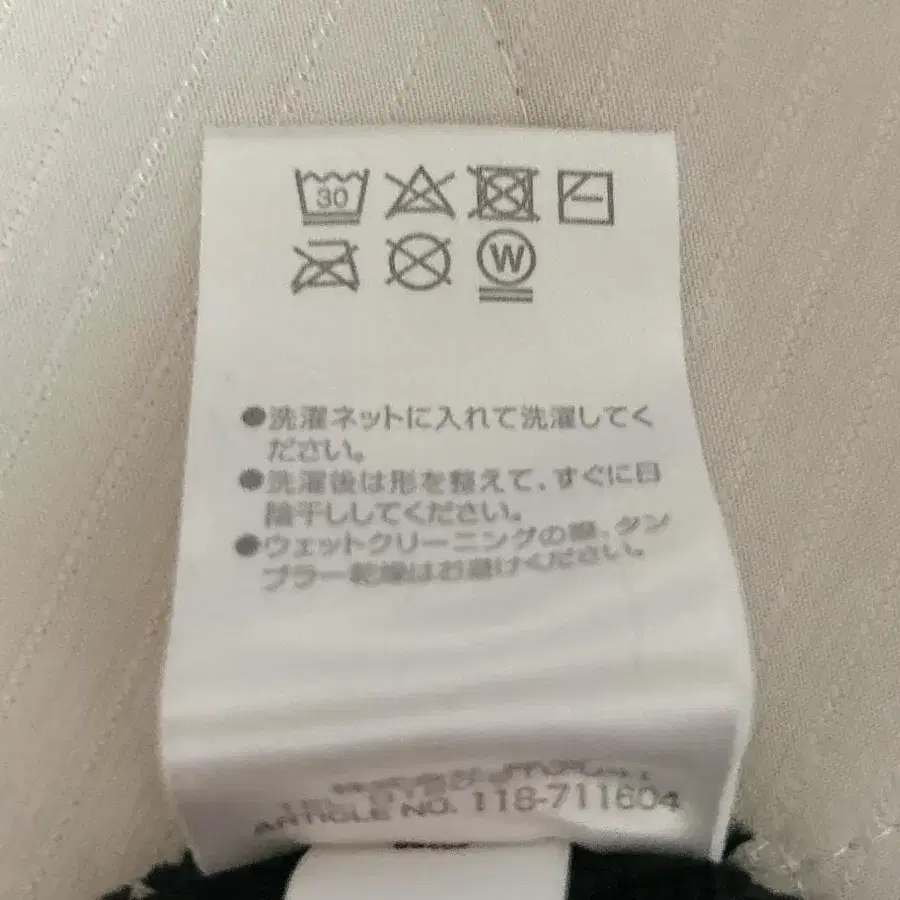 30
W
●洗濯ネットに入れて洗濯してく
ださい。
●洗濯後は形を整えて、すぐに日
陰干ししてください。
●ウェットクリーニングの際、タン
ブラー乾燥はお避けください。
ARTICLE NO. 118-711604